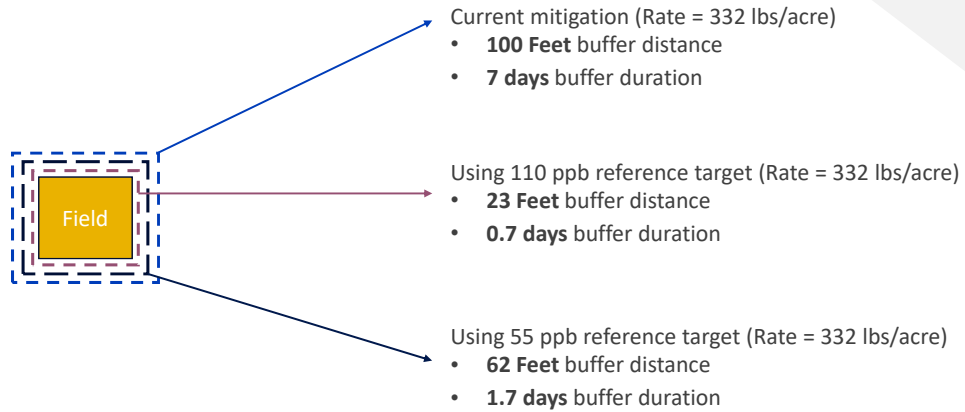 Current mitigation (Rate = 332 lbs/acre)
• 100 Feet buffer distance
• 7 days buffer duration
Field
Using 110 ppb reference target (Rate = 332 lbs/acre)
• 23 Feet buffer distance
• 0.7 days buffer duration
Using 55 ppb reference target (Rate = 332 lbs/acre)
• 62 Feet buffer distance
• 1.7 days buffer duration